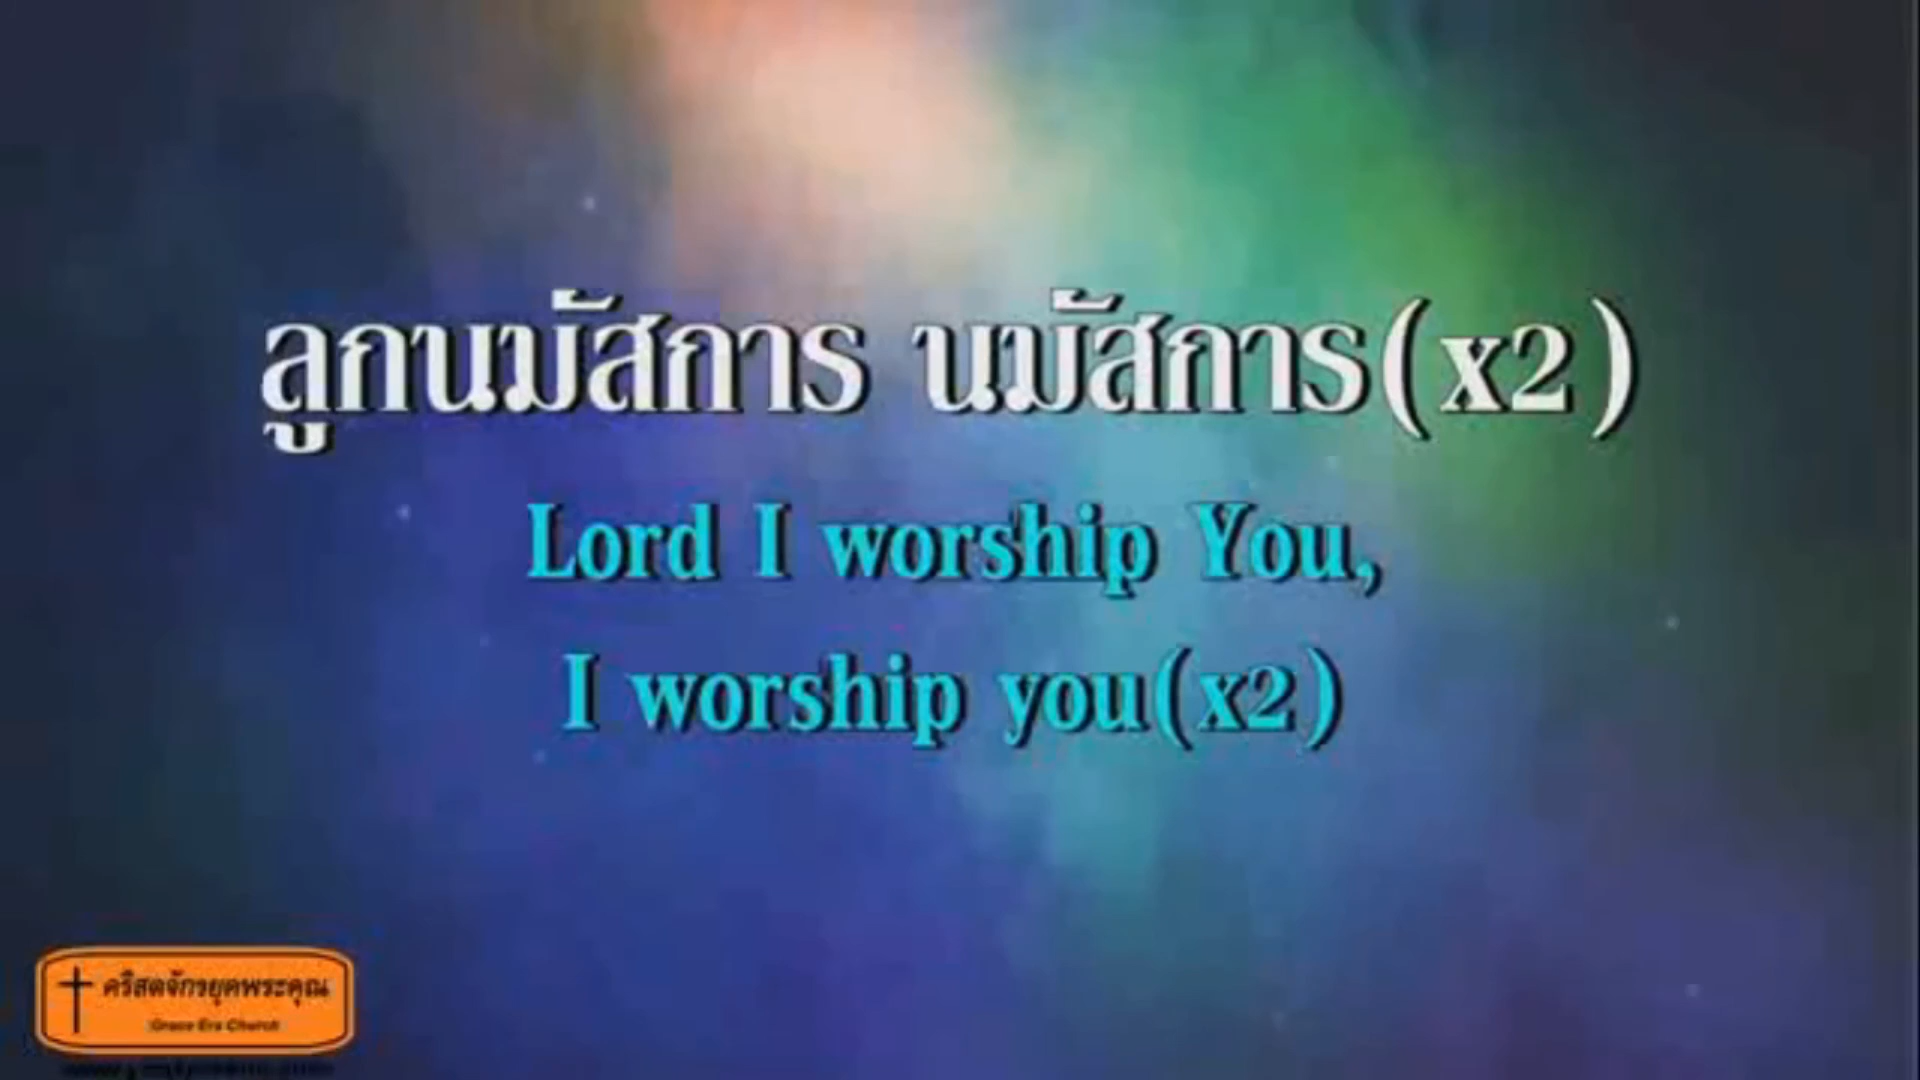 ลูกนมัสการ นมัสการ(x2)
Lord I worship You,
I worship you(x2)
คริสตจักรยุคพระคุณ
Grace Era Church